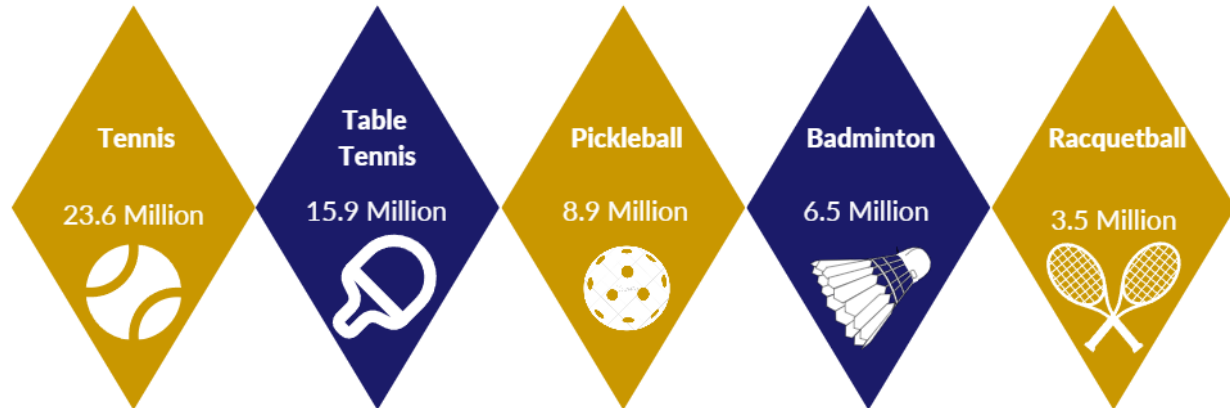 Tennis
23.6 Million
Table
Tennis
15.9 Million
Pickleball
8.9 Million
Badminton
6.5 Million
Racquetball
3.5 Million